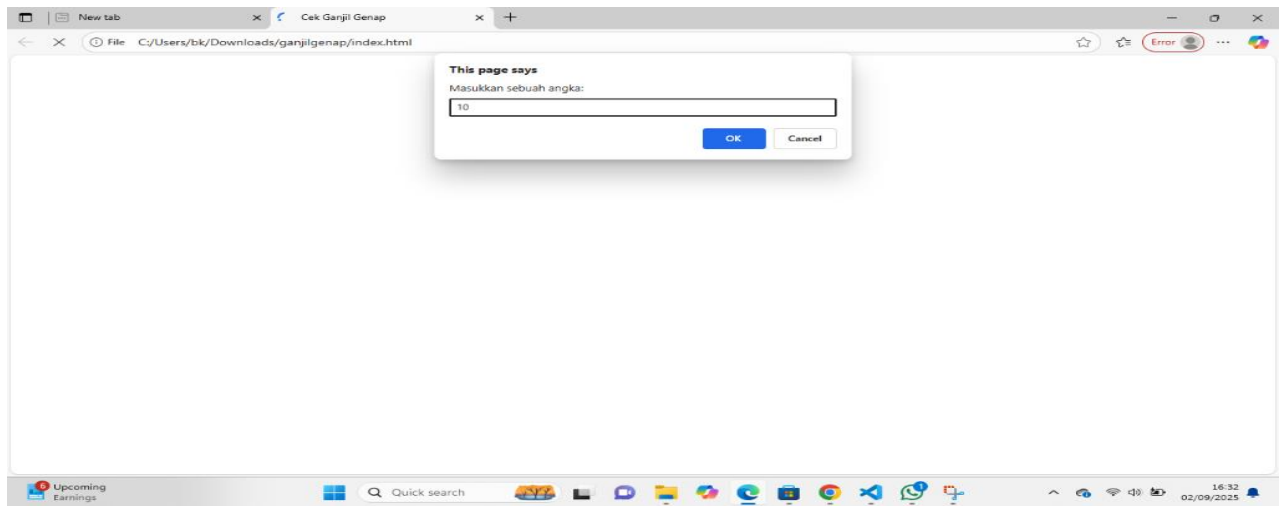 New tab
Cek Ganjil Genap
File C:/Users/bk/Downloads/ganjilgenap/index.html
Error
This page says
Masukkan sebuah angka:
10
OK Cancel
6
Upcoming
Earnings
Quick search
16:32
02/09/2025